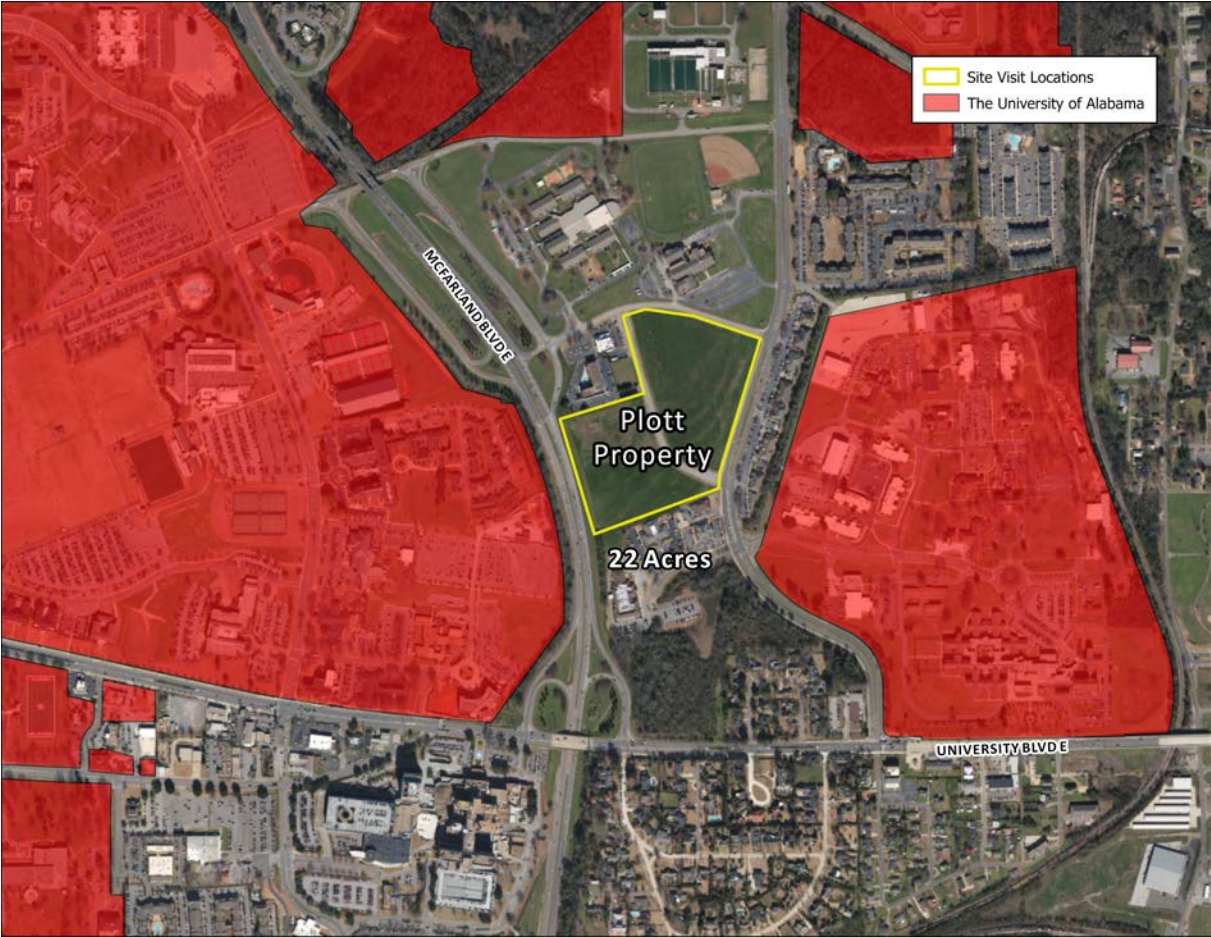 Site Visit Locations
The University of Alabama
MCFARLAND BLVD E
Plott
Property
22 Acres
UNIVERSITY BLVD E